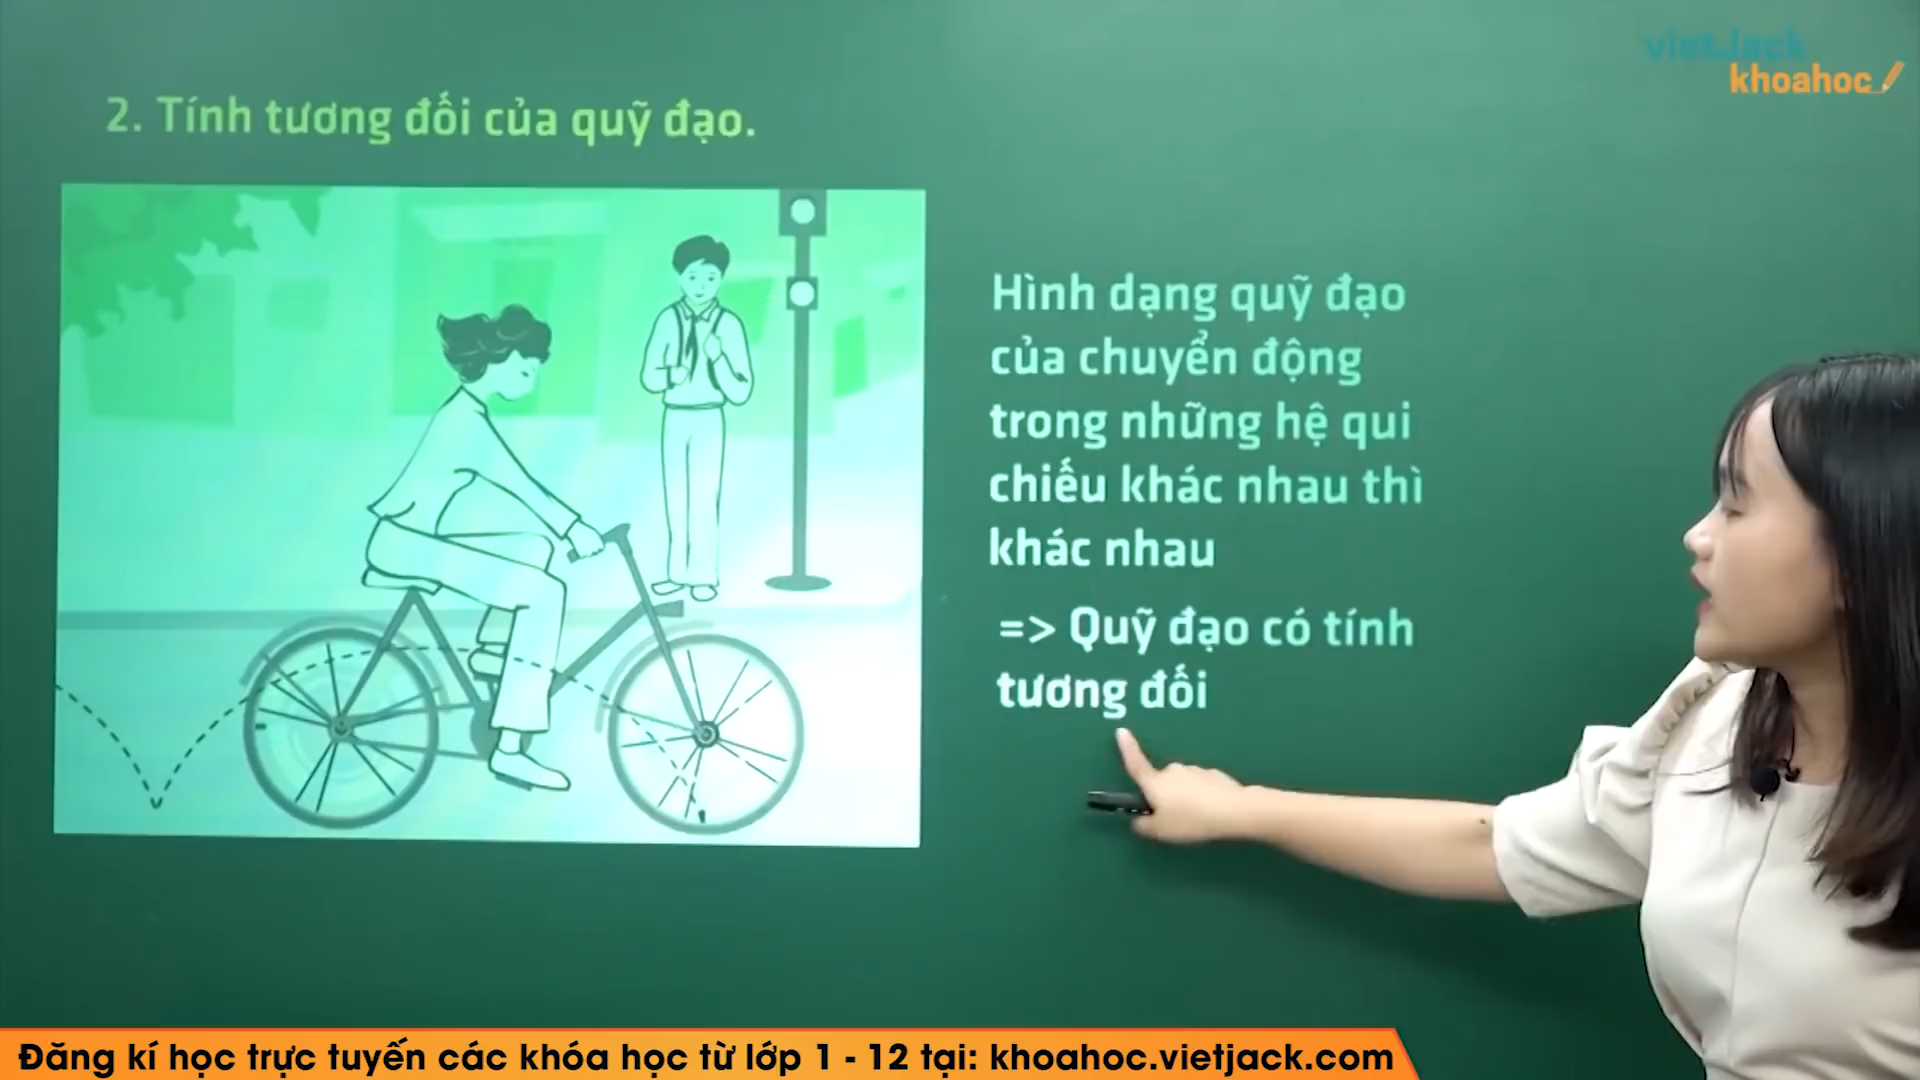 vietJack
khoahoc
2. Tính tương đối của quỹ đạo.
Hình dạng quỹ đạo
của chuyển động
trong những hệ qui
chiếu khác nhau thì
khác nhau
=> Quỹ đạo có tính
tương đối
Đăng kí học trực tuyến các khóa học từ lớp 1 - 12 tại: khoahoc.vietjack.com